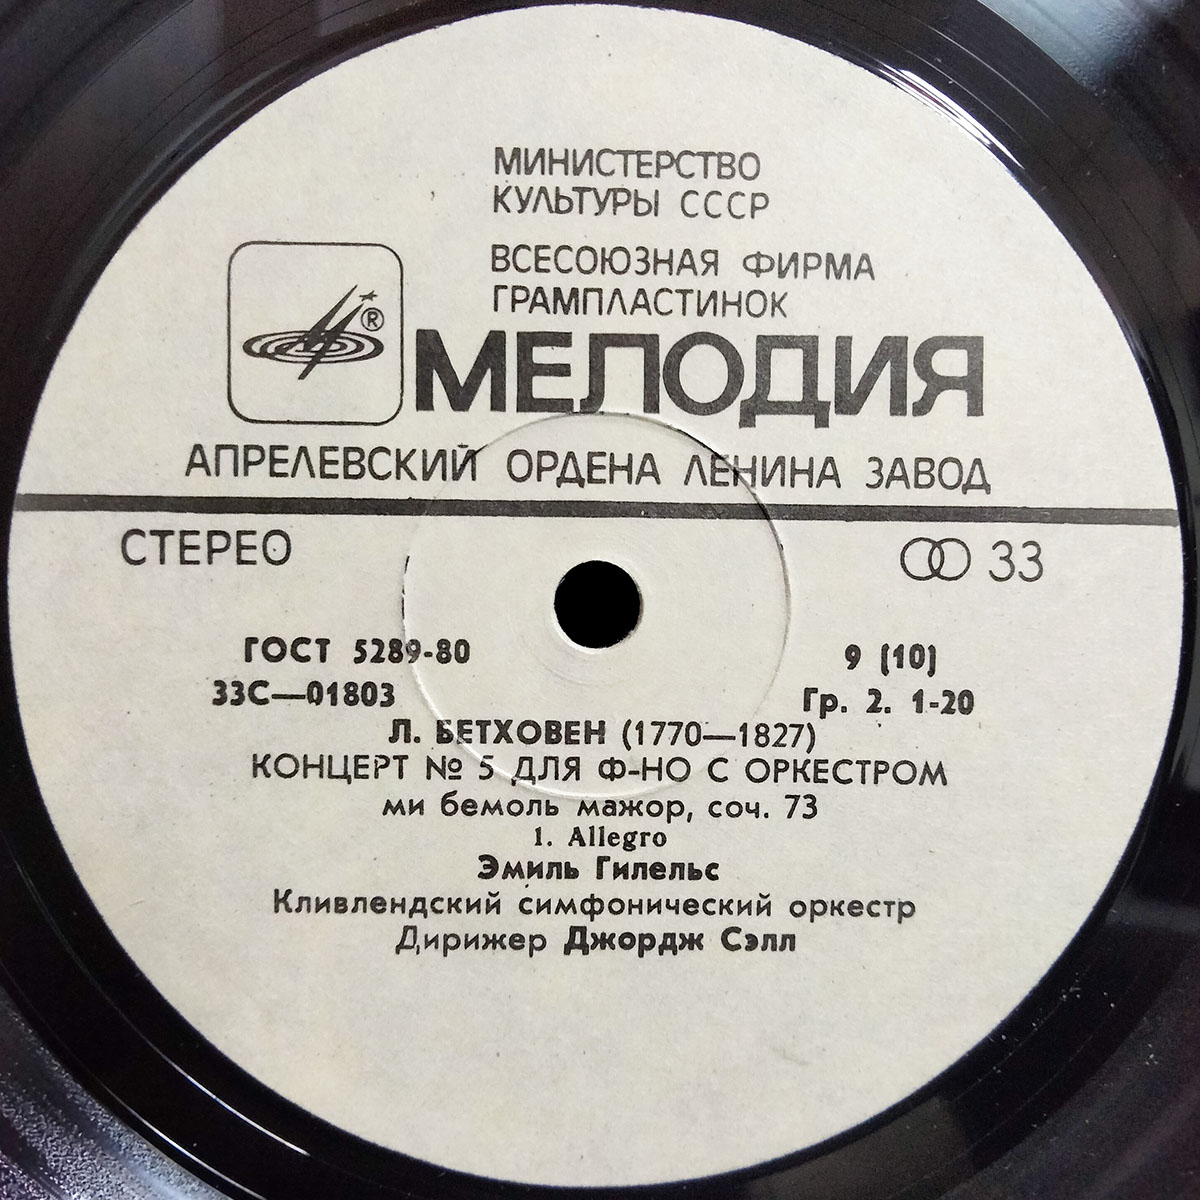 МИНИСТЕРСТВО
КУЛЬТУРЫ СССР
ВСЕСОЮЗНАЯ ФИРМА
ГРАМПЛАСТИНОК
®
МЕЛОДИЯ
АПРЕЛЕВСКИЙ ОРДЕНА ЛЕНИНА ЗАВОД
СТЕРЕО 33
ГОСТ 5289-80 9 (10)
33С—01803 Гр. 2. 1-20
Л. БЕТХОВЕН (1770—1827)
КОНЦЕРТ № 5 ДЛЯ Ф-НО С ОРКЕСТРОМ
ми бемоль мажор, соч. 73
1. Allegro
Эмиль Гилельс
Кливлендский симфонический оркестр
Дирижер Джордж Сэлл